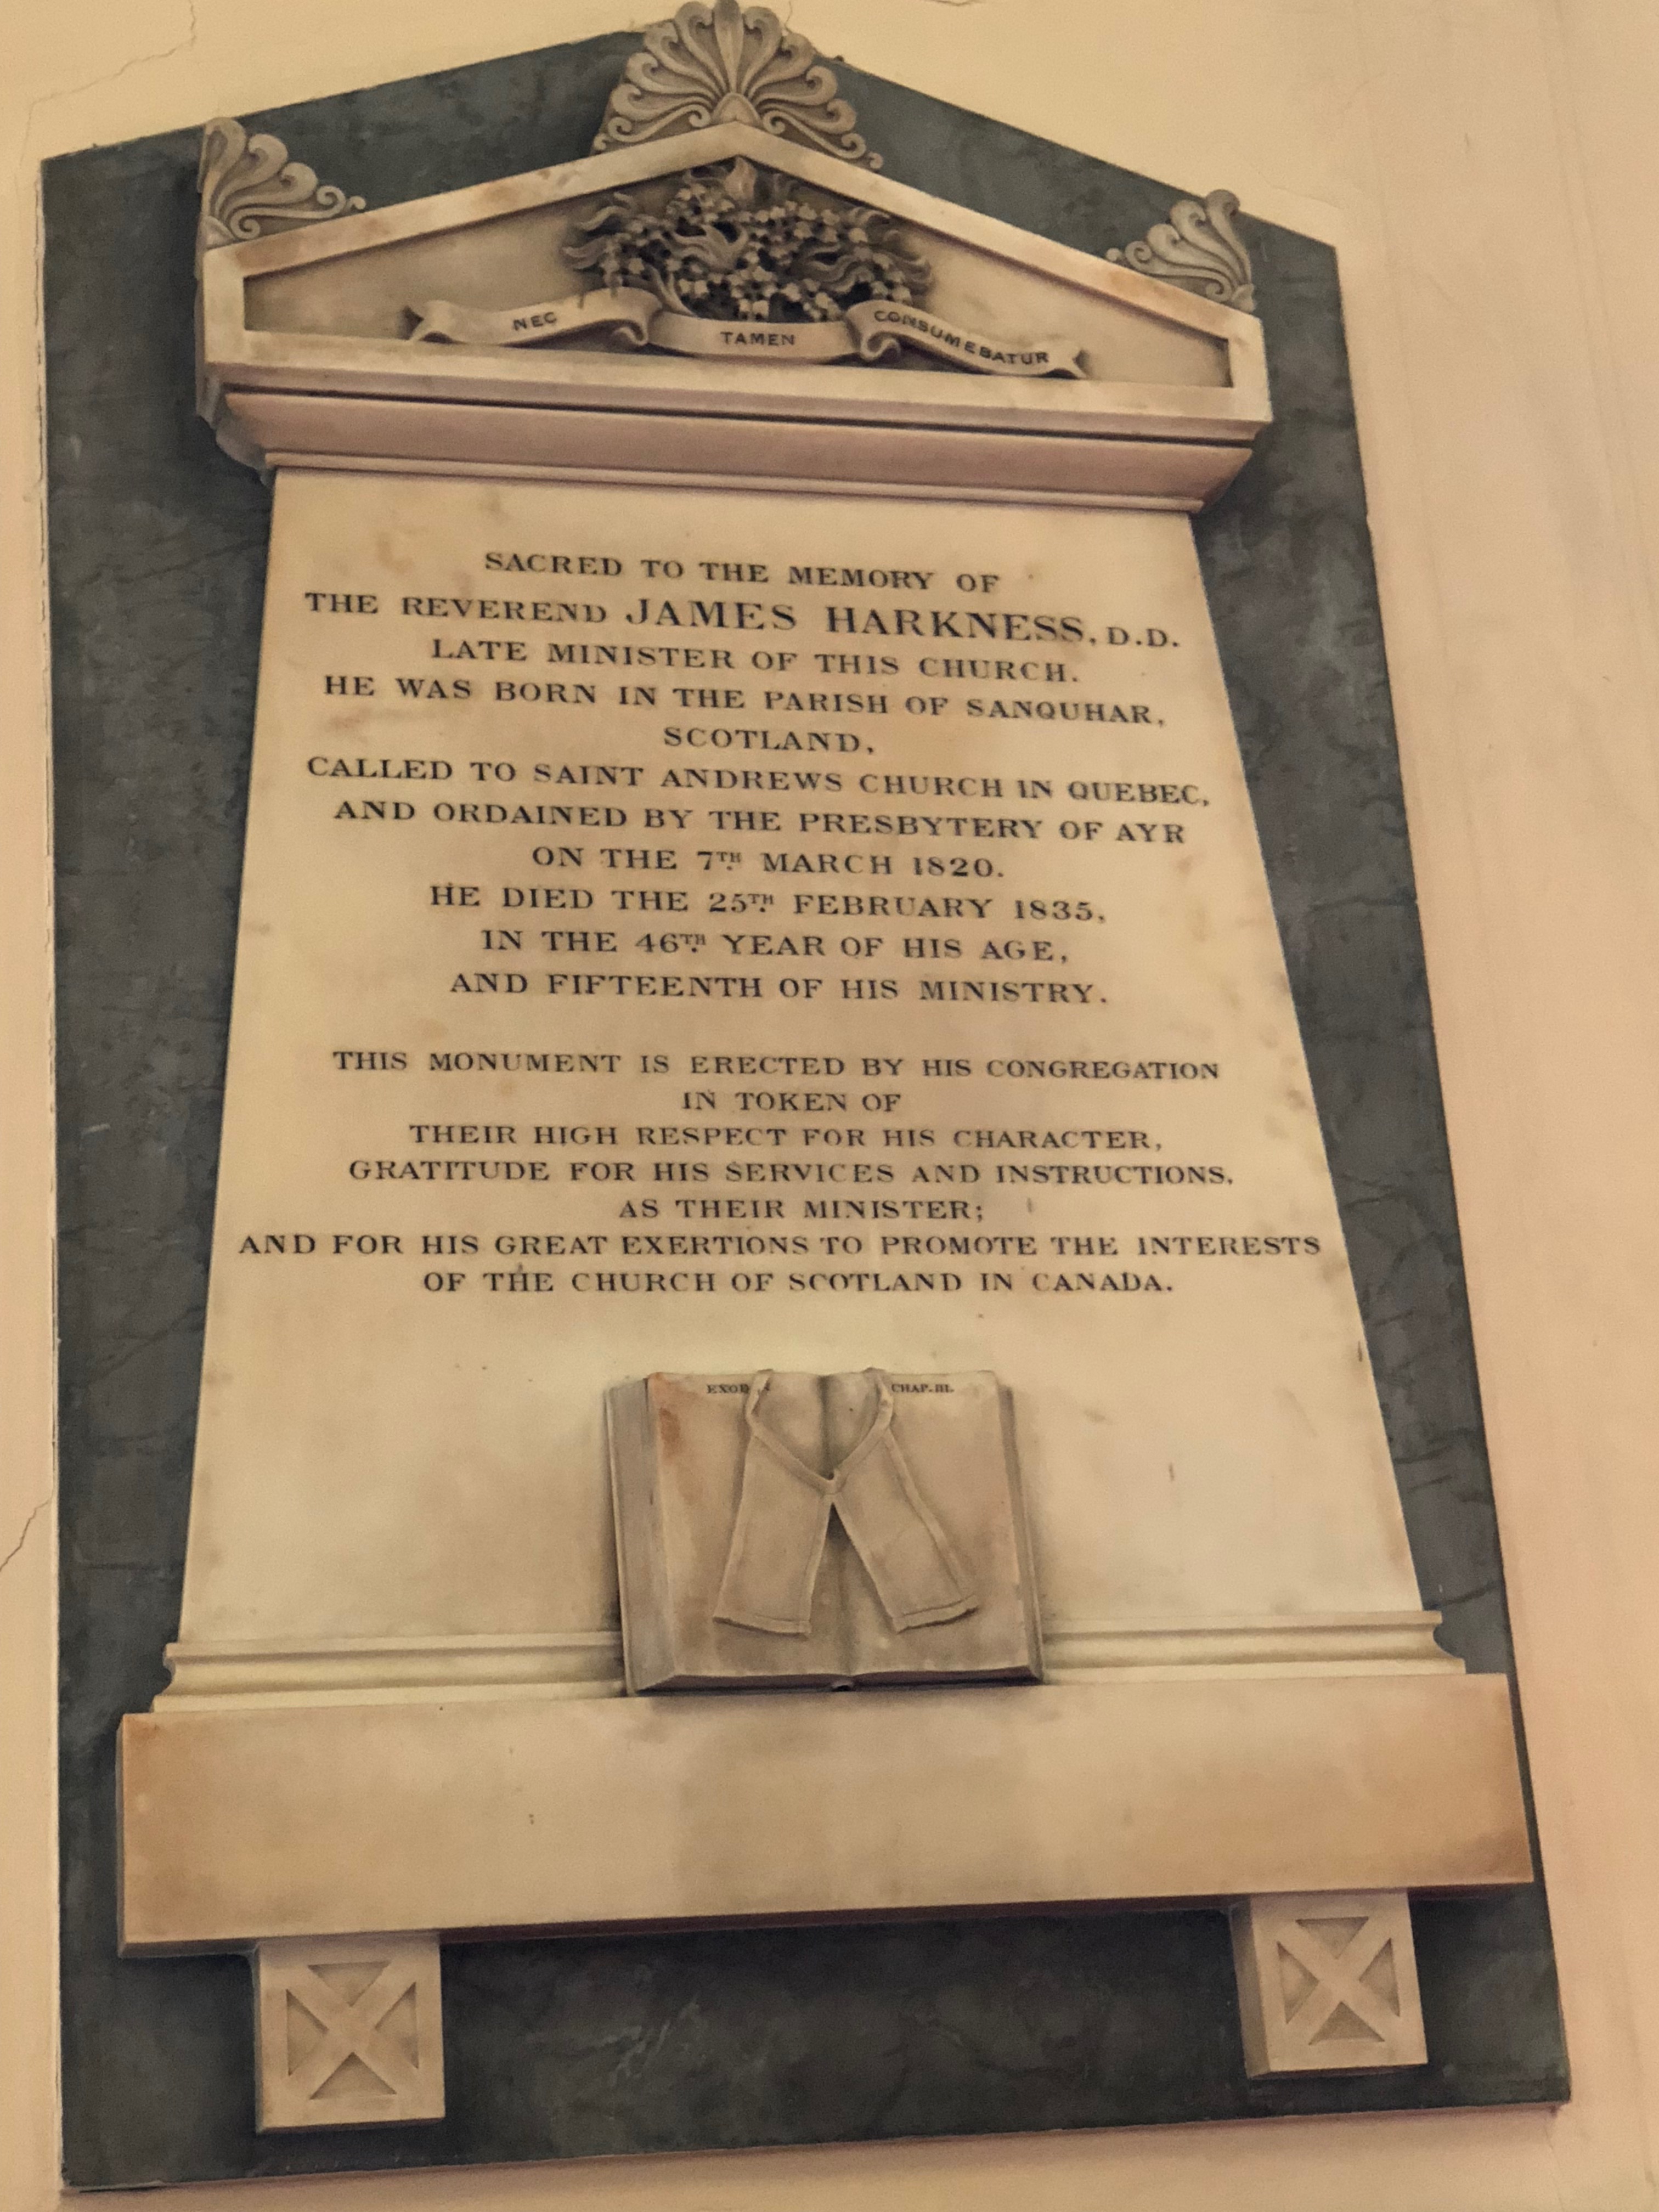 NEC TAMEN CONSUMEBATUR
SACRED TO THE MEMORY OF
THE REVEREND JAMES HARKNESS, D.D.
LATE MINISTER OF THIS CHURCH.
HE WAS BORN IN THE PARISH OF SANQUHAR,
SCOTLAND,
CALLED TO SAINT ANDREWS CHURCH IN QUEBEC,
AND ORDAINED BY THE PRESBYTERY OF AYR
ON THE 7TH MARCH 1820.
HE DIED THE 25TH FEBRUARY 1835,
IN THE 46TH YEAR OF HIS AGE,
AND FIFTEENTH OF HIS MINISTRY.
THIS MONUMENT IS ERECTED BY HIS CONGREGATION
IN TOKEN OF
THEIR HIGH RESPECT FOR HIS CHARACTER,
GRATITUDE FOR HIS SERVICES AND INSTRUCTIONS,
AS THEIR MINISTER;
AND FOR HIS GREAT EXERTIONS TO PROMOTE THE INTERESTS
OF THE CHURCH OF SCOTLAND IN CANADA.
CHAP. III.